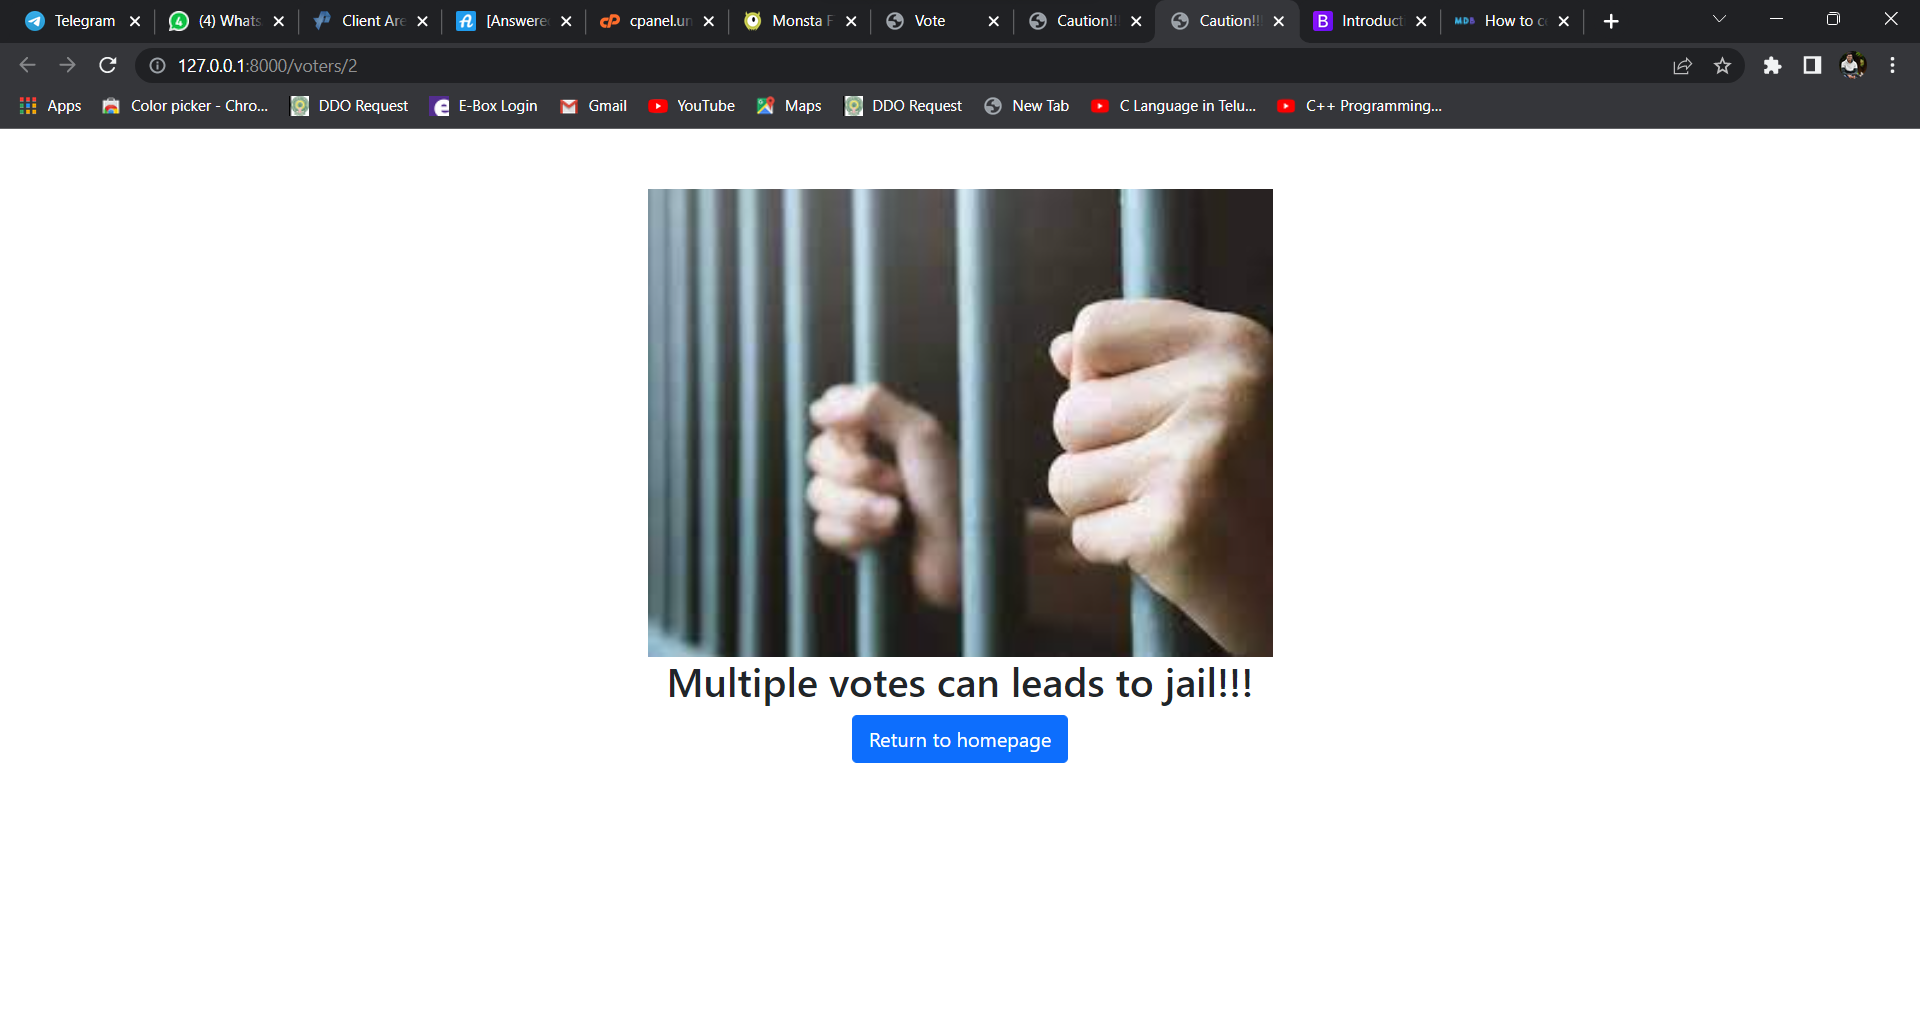 Telegram
(4) Whats
Client Are
[Answere
cpanel.un
Monsta F
Vote
Caution!!
Caution!!
Introduct
How to c
127.0.0.1:8000/voters/2
Apps
Color picker - Chro...
DDO Request
E-Box Login
Gmail
YouTube
Maps
DDO Request
New Tab
C Language in Telu...
C++ Programming...
Multiple votes can leads to jail!!!
Return to homepage